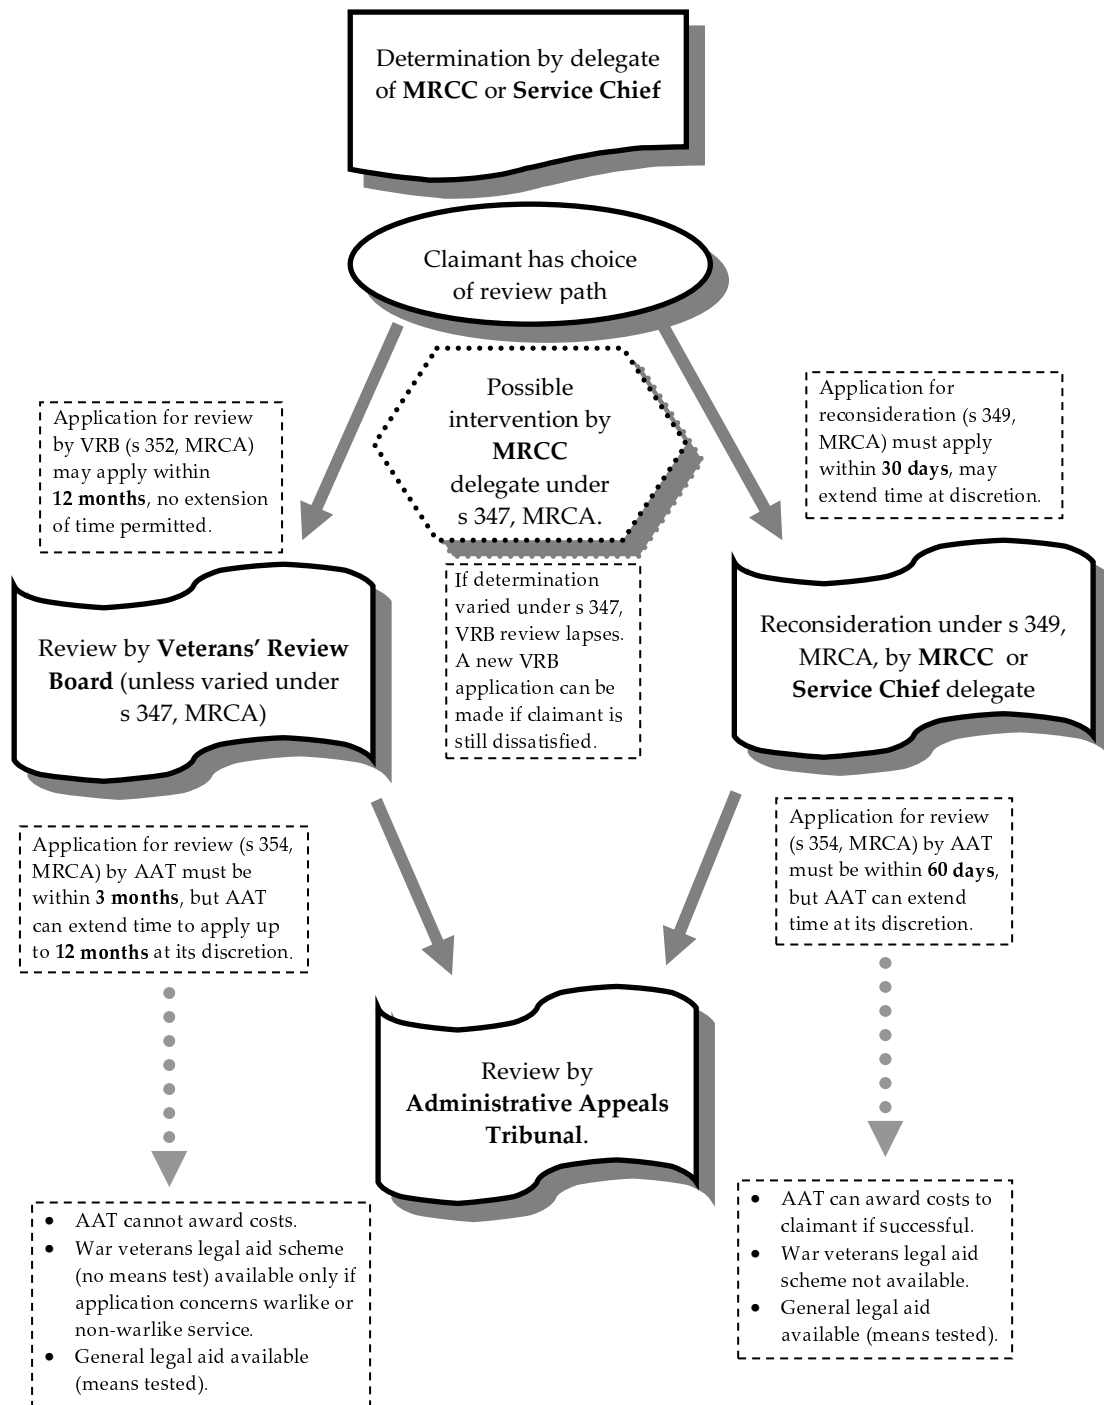 Determination by delegate
of MRCC or Service Chief
Claimant has choice
of review path
Possible
intervention by
MRCC
delegate under
s 347, MRCA.
Application for review
by VRB (s 352, MRCA)
may apply within
12 months, no extension
of time permitted.
Application for
reconsideration (s 349,
MRCA) must apply
within 30 days, may
extend time at discretion.
If determination
varied under s 347,
VRB review lapses.
A new VRB
application can be
made if claimant is
still dissatisfied.
Review by Veterans’ Review
Board (unless varied under
s 347, MRCA)
Reconsideration under s 349,
MRCA, by MRCC or
Service Chief delegate
Application for review (s 354,
MRCA) by AAT must be
within 3 months, but AAT
can extend time to apply up
to 12 months at its discretion.
Application for review
(s 354, MRCA) by AAT
must be within 60 days,
but AAT can extend
time at its discretion.
Review by
Administrative Appeals
Tribunal.
• AAT cannot award costs.
• War veterans legal aid scheme
(no means test) available only if
application concerns warlike or
non-warlike service.
• General legal aid available
(means tested).
• AAT can award costs to
claimant if successful.
• War veterans legal aid
scheme not available.
• General legal aid
available (means tested).